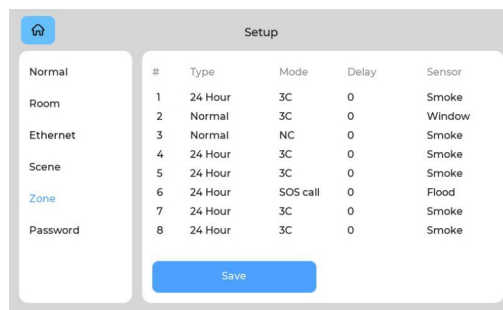 Setup
Normal
Room
Ethernet
Scene
Zone
Password
# Type Mode Delay Sensor
1 24 Hour 3C 0 Smoke
2 Normal 3C 0 Window
3 Normal NC 0 Smoke
4 24 Hour 3C 0 Smoke
5 24 Hour 3C 0 Smoke
6 24 Hour SOS call 0 Flood
7 24 Hour 3C 0 Smoke
8 24 Hour 3C 0 Smoke
Save